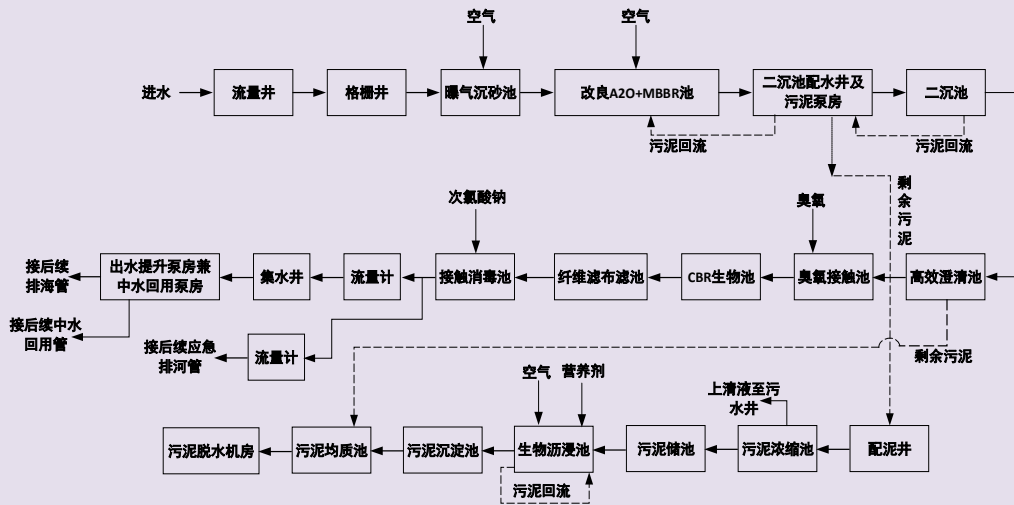 空气
空气
进水
流量井
格栅井
曝气沉砂池
改良A2O+MBBR池
二沉池配水井及
污泥泵房
二沉池
污泥回流
污泥回流
剩余污泥
次氯酸钠
臭氧
接后续
排海管
出水提升泵房兼
中水回用泵房
集水井
流量计
接触消毒池
纤维滤布滤池
CBR生物池
臭氧接触池
高效澄清池
接后续中水
回用管
接后续应急
排河管
流量计
剩余污泥
空气
营养剂
上清液至污
水井
污泥脱水机房
污泥均质池
污泥沉淀池
生物沥浸池
污泥储池
污泥浓缩池
配泥井
污泥回流